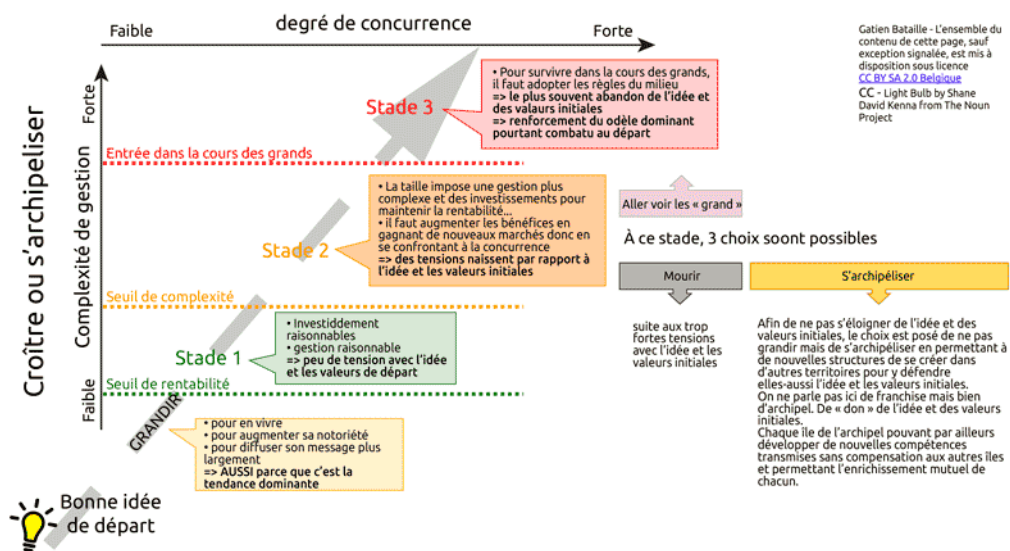 degré de concurrence
Faible
Forte
Gatien Bataille - L'ensemble du
contenu de cette page, sauf
exception signalée, est mis à
disposition sous licence
CC BY SA 2.0 Belgique
CC - Light Bulb by Shane
David Kenna from The Noun
Project
Croître ou s'archipeliser
Complexité de gestion
Forte
Faible
Stade 3
• Pour survivre dans la cours des grands,
il faut adopter les règles du milieu
=> le plus souvent abandon de l'idée et
des valeurs initiales
=> renforcement du odèle dominant
pourtant combatu au départ
Entrée dans la cours des grands
Stade 2
• La taille impose une gestion plus
complexe et des investissements pour
maintenir la rentabilité...
• il faut augmenter les bénéfices en
gagnant de nouveaux marchés donc en
se confrontant à la concurrence
=> des tensions naissent par rapport à
l'idée et les valeurs initiales
Aller voir les « grand »
À ce stade, 3 choix soont possibles
Mourir
S'archipéliser
suite aux trop
fortes tensions
avec l'idée et les
valeurs initiales
Afin de ne pas s'éloigner de l'idée et des
valeurs initiales, le choix est posé de ne pas
grandir mais de s'archipéliser en permettant à
de nouvelles structures de se créer dans
d'autres territoires pour y défendre
elles-aussi l'idée et les valeurs initiales.
On ne parle pas ici de franchise mais bien
d'archipel. De « don » de l'idée et des valeurs
initiales.
Chaque île de l'archipel pouvant par ailleurs
développer de nouvelles compétences
transmises sans compensation aux autres îles
et permettant l'enrichissement mutuel de
chacun.
Seuil de complexité
Stade 1
• Investiddement
raisonnables
• gestion raisonnable
=> peu de tension avec l'idée
et les valeurs de départ
Seuil de rentabilité
GRANDIR
• pour en vivre
• pour augmenter sa notoriété
• pour diffuser son message plus
largement
=> AUSSI parce que c'est la
tendance dominante
Bonne idée
de départ